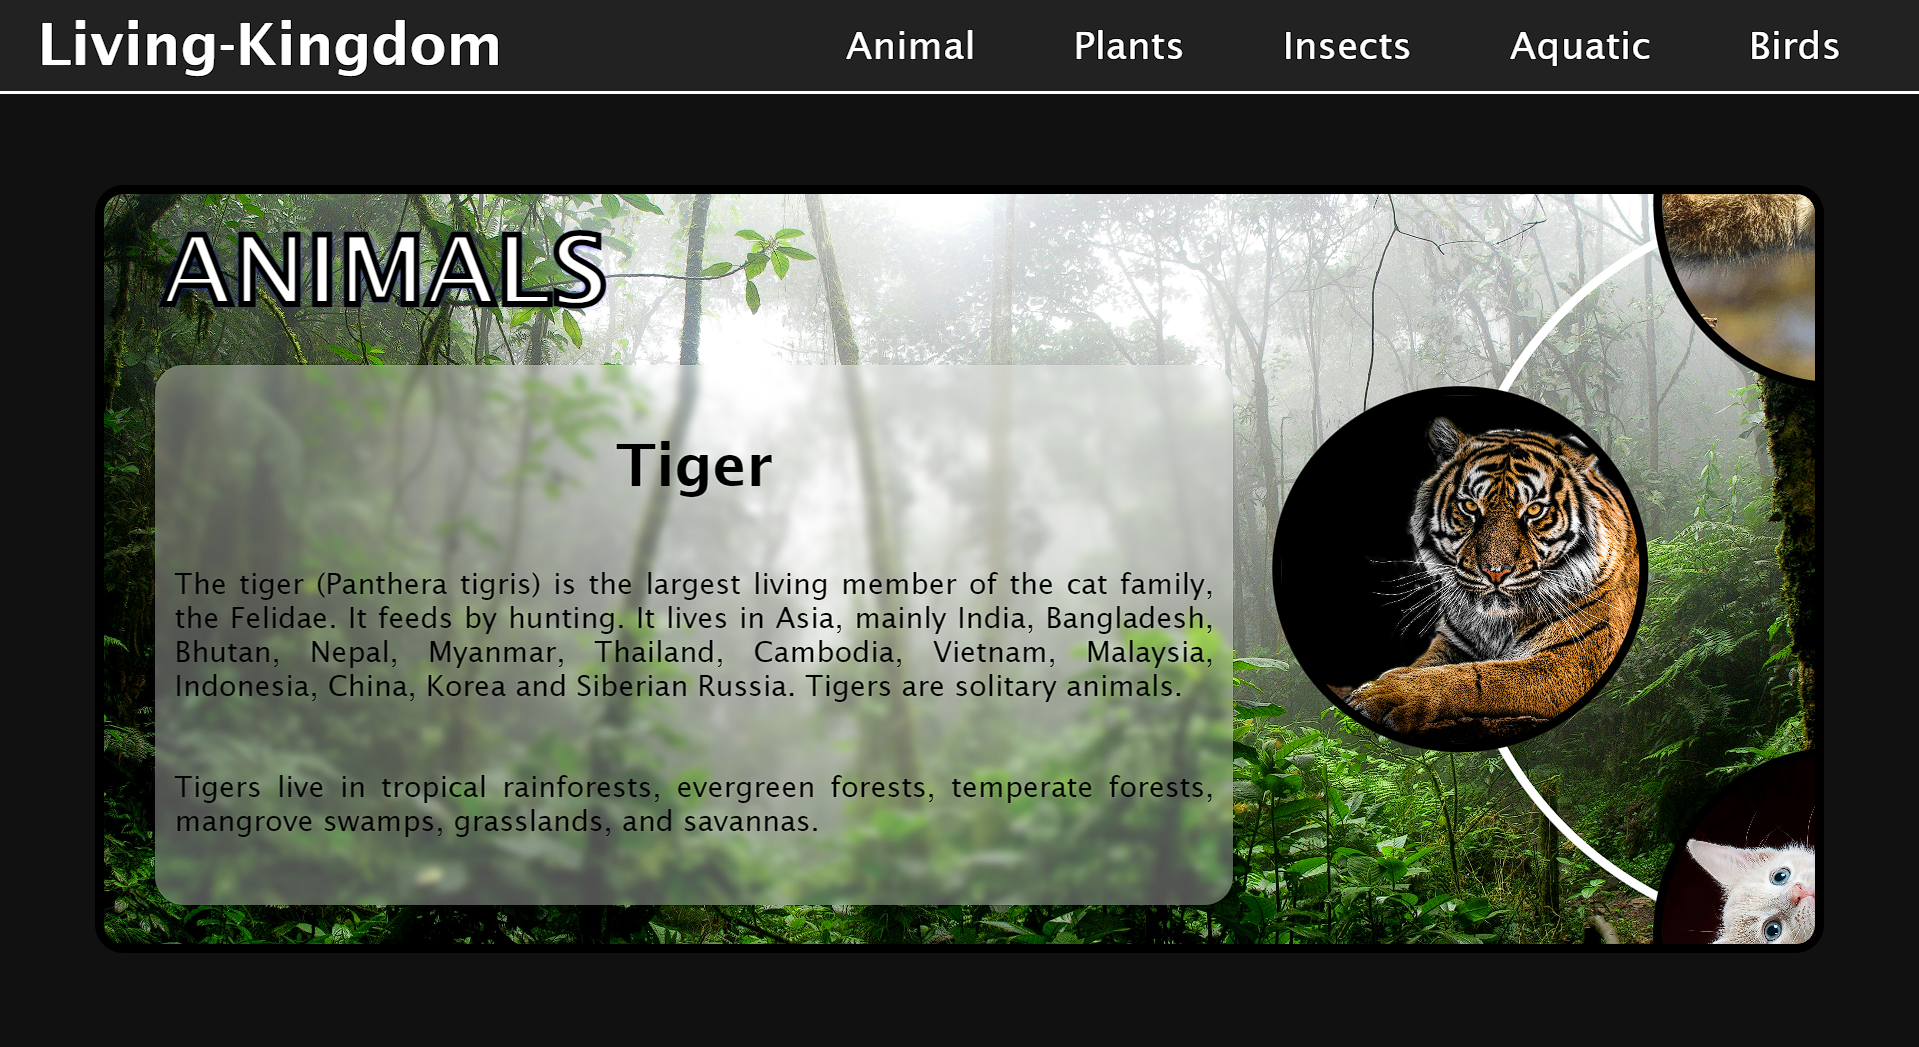 Living-Kingdom
Animal Plants Insects Aquatic Birds
ANIMALS
Tiger
The tiger (Panthera tigris) is the largest living member of the cat family,
the Felidae. It feeds by hunting. It lives in Asia, mainly India, Bangladesh,
Bhutan, Nepal, Myanmar, Thailand, Cambodia, Vietnam, Malaysia,
Indonesia, China, Korea and Siberian Russia. Tigers are solitary animals.
Tigers live in tropical rainforests, evergreen forests, temperate forests,
mangrove swamps, grasslands, and savannas.